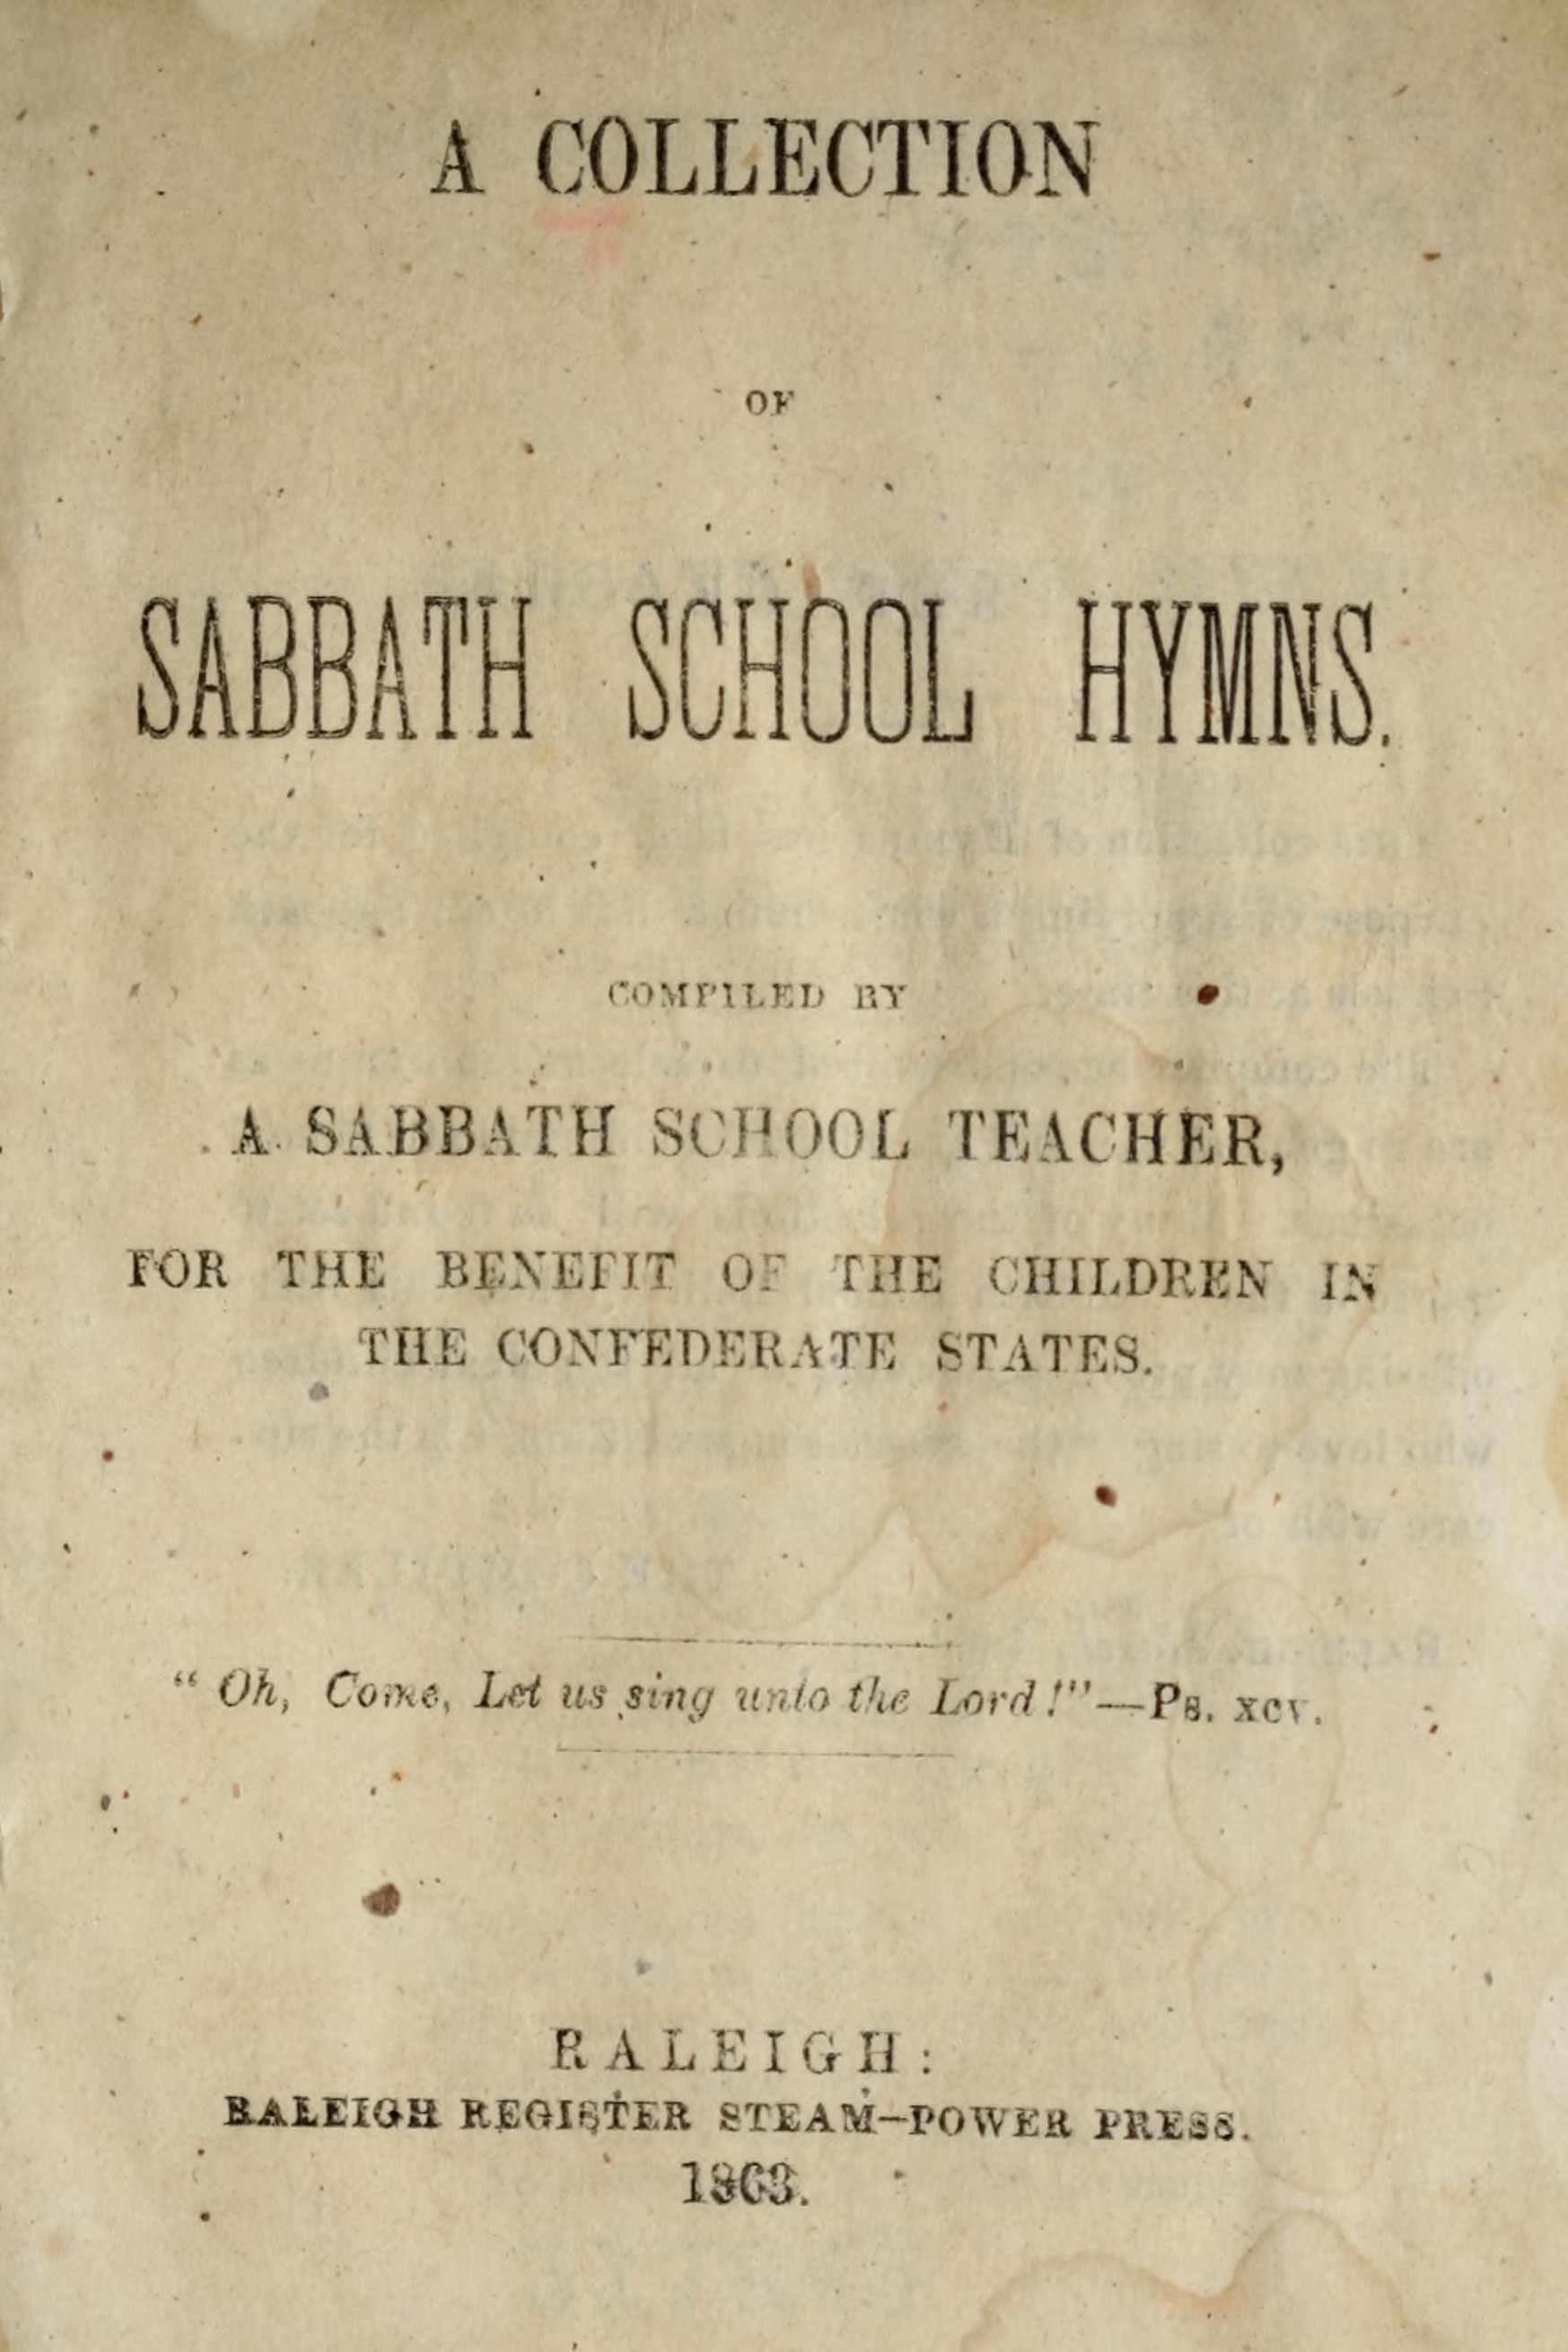 A COLLECTION
OF
SABBATH SCHOOL HYMNS.
COMPILED BY
A SABBATH SCHOOL TEACHER,
FOR THE BENEFIT OF THE CHILDREN IN
THE CONFEDERATE STATES.
“Oh, Come, Let us sing unto the Lord!”—Ps. xcv.
RALEIGH:
RALEIGH REGISTER STEAM-POWER PRESS.
1863.